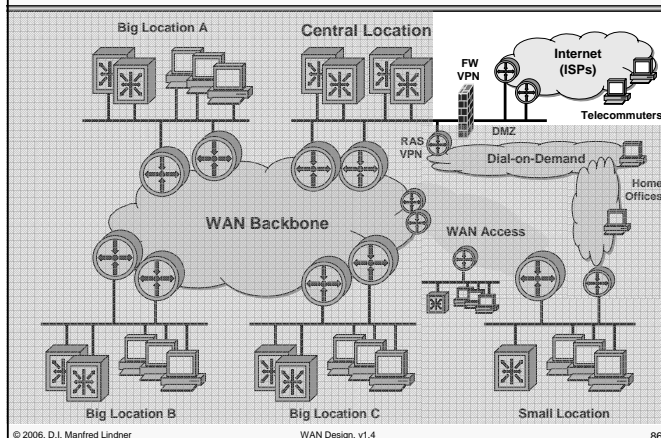 Big Location A
Central Location
Internet
(ISPs)
FW
VPN
Telecommuters
DMZ
RAS
VPN
Dial-on-Demand
Home
Offices
WAN Backbone
WAN Access
Big Location B
Big Location C
Small Location
© 2006, D.I. Manfred Lindner
WAN Design, v1.4
86